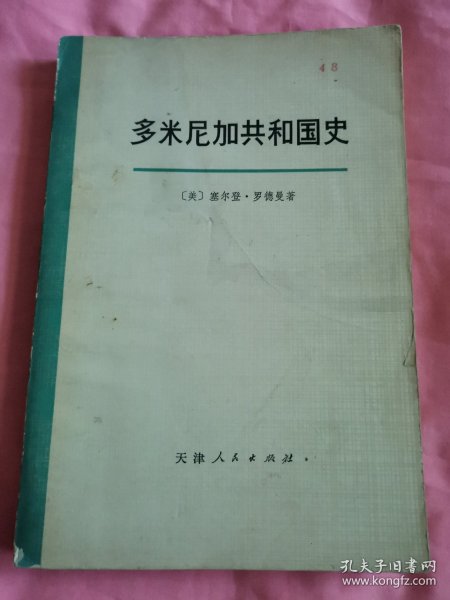 48
多米尼加共和国史
〔美〕塞尔登·罗德曼著
天津人民出版社
孔夫子旧书网
www.kongfz.com